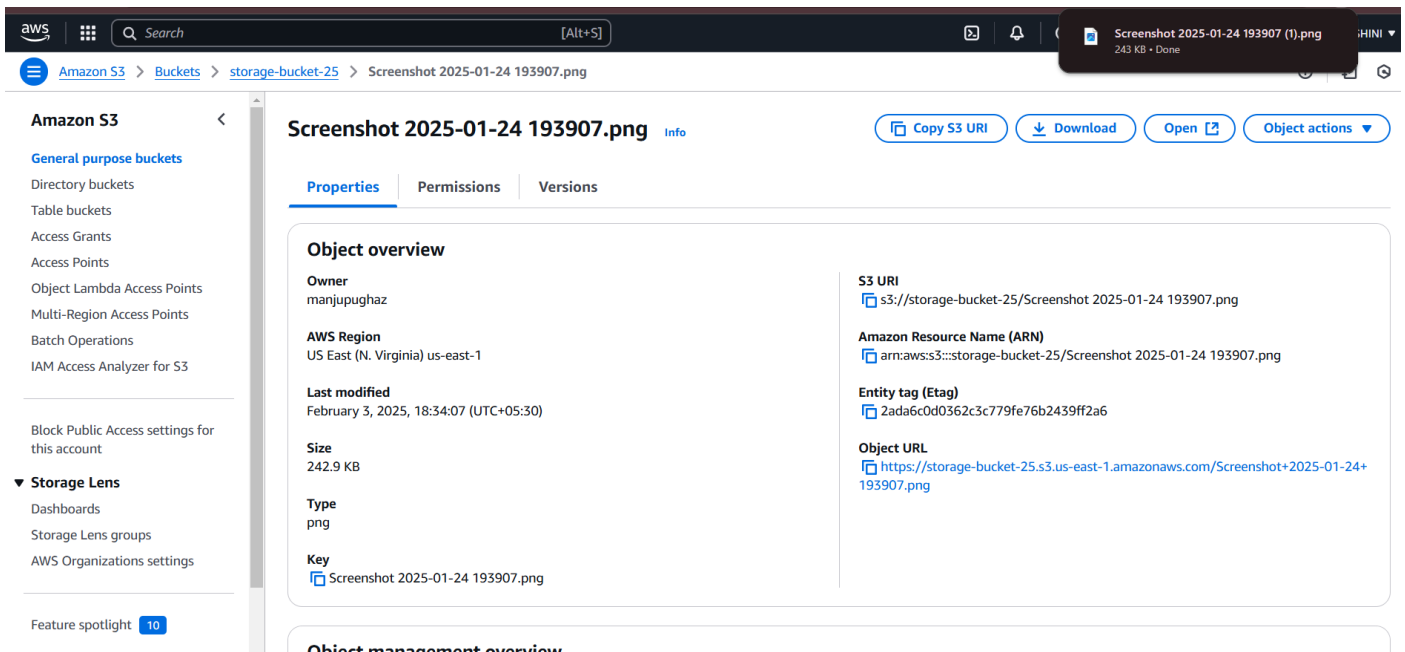 aws
Search [Alt+S]
Screenshot 2025-01-24 193907 (1).png
243 KB • Done
HINI
Amazon S3 > Buckets > storage-bucket-25 > Screenshot 2025-01-24 193907.png
Amazon S3
General purpose buckets
Directory buckets
Table buckets
Access Grants
Access Points
Object Lambda Access Points
Multi-Region Access Points
Batch Operations
IAM Access Analyzer for S3
Block Public Access settings for
this account
Storage Lens
Dashboards
Storage Lens groups
AWS Organizations settings
Feature spotlight 10
Screenshot 2025-01-24 193907.png Info
Copy S3 URI Download Open Object actions
Properties Permissions Versions
Object overview
Owner
manjupughaz
AWS Region
US East (N. Virginia) us-east-1
Last modified
February 3, 2025, 18:34:07 (UTC+05:30)
Size
242.9 KB
Type
png
Key
Screenshot 2025-01-24 193907.png
S3 URI
s3://storage-bucket-25/Screenshot 2025-01-24 193907.png
Amazon Resource Name (ARN)
arn:aws:s3:::storage-bucket-25/Screenshot 2025-01-24 193907.png
Entity tag (Etag)
2ada6c0d0362c3c779fe76b2439ff2a6
Object URL
https://storage-bucket-25.s3.us-east-1.amazonaws.com/Screenshot+2025-01-24+
193907.png
Object management overview